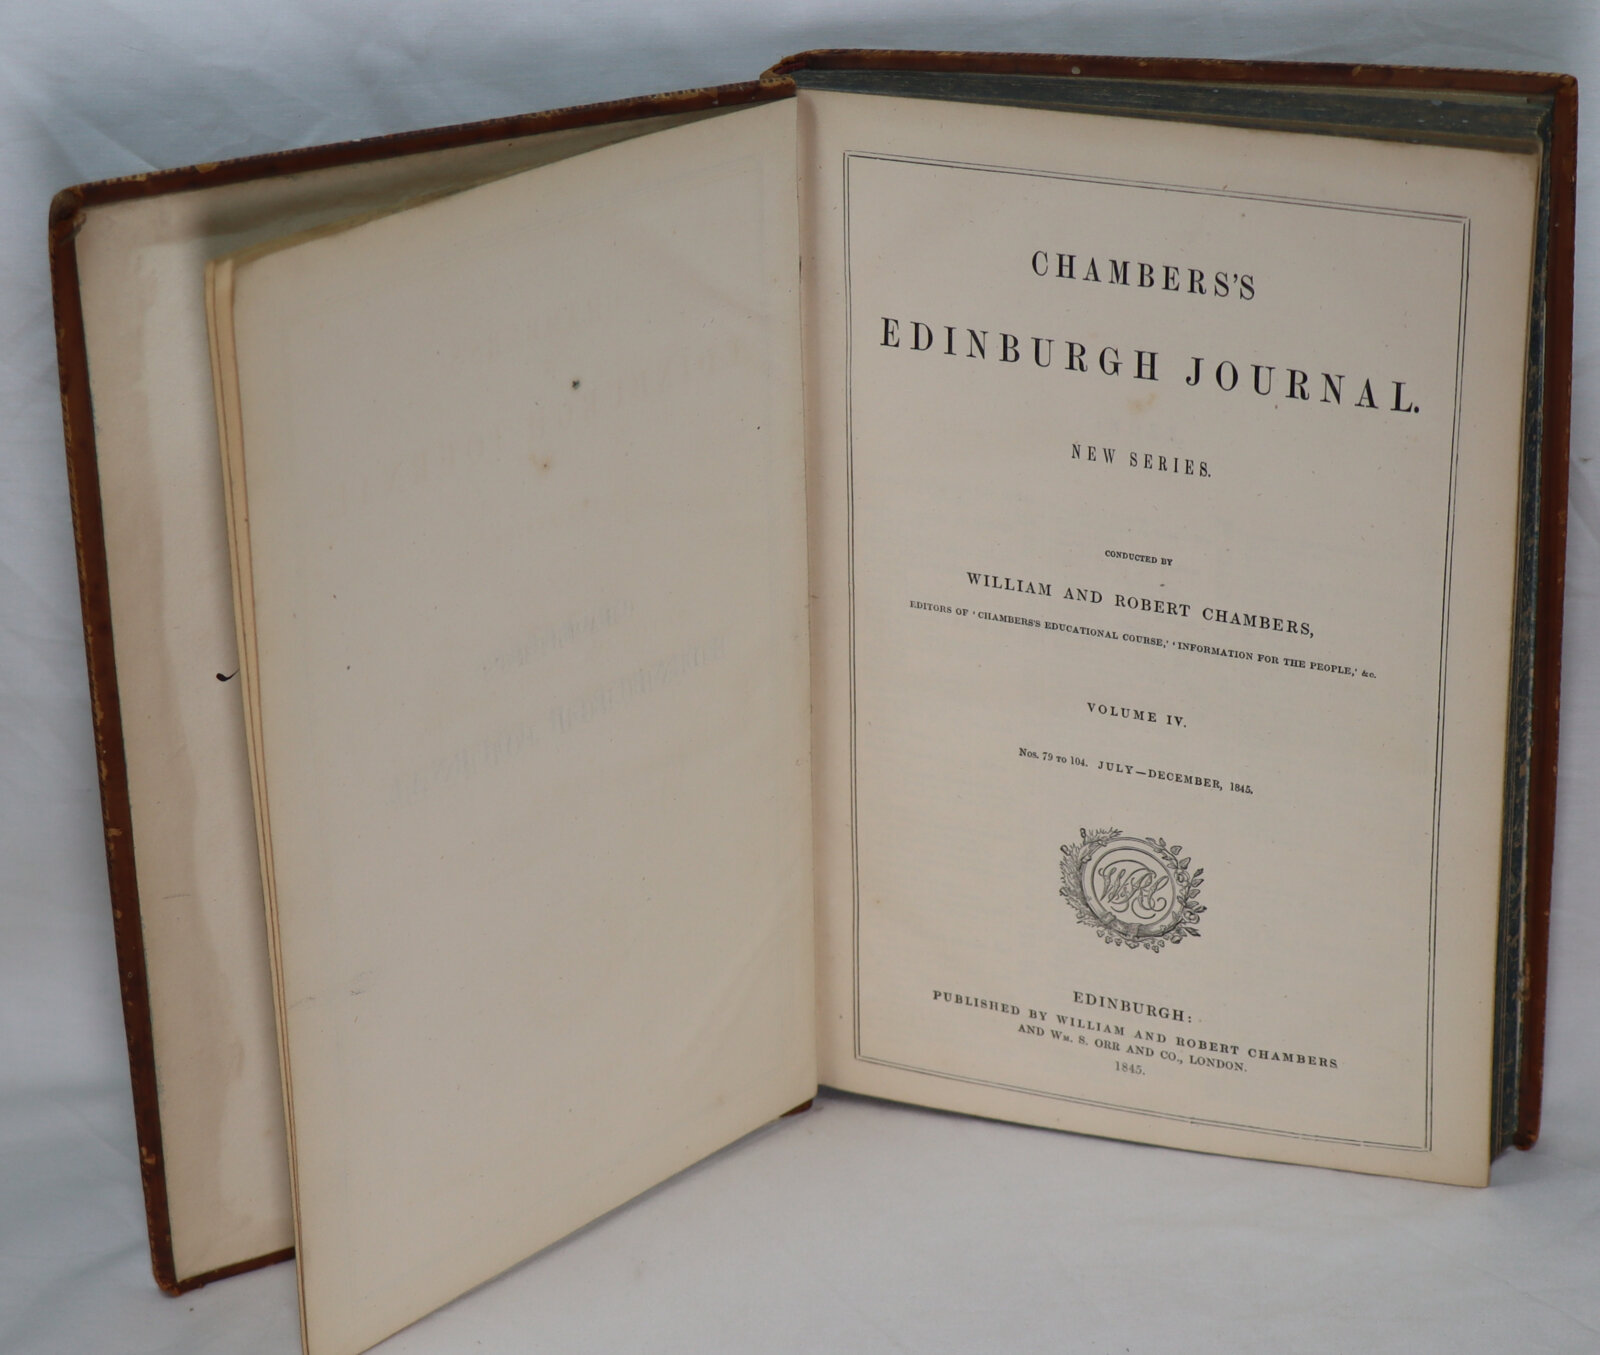 CHAMBERS'S
EDINBURGH JOURNAL.
NEW SERIES.
CONDUCTED BY
WILLIAM AND ROBERT CHAMBERS,
EDITORS OF ‘CHAMBERS'S EDUCATIONAL COURSE,’ ‘INFORMATION FOR THE PEOPLE,’ &c.
VOLUME IV.
Nos. 79 TO 104. JULY—DECEMBER, 1845.
W&RC
EDINBURGH:
PUBLISHED BY WILLIAM AND ROBERT CHAMBERS
AND WM. S. ORR AND CO., LONDON.
1845.